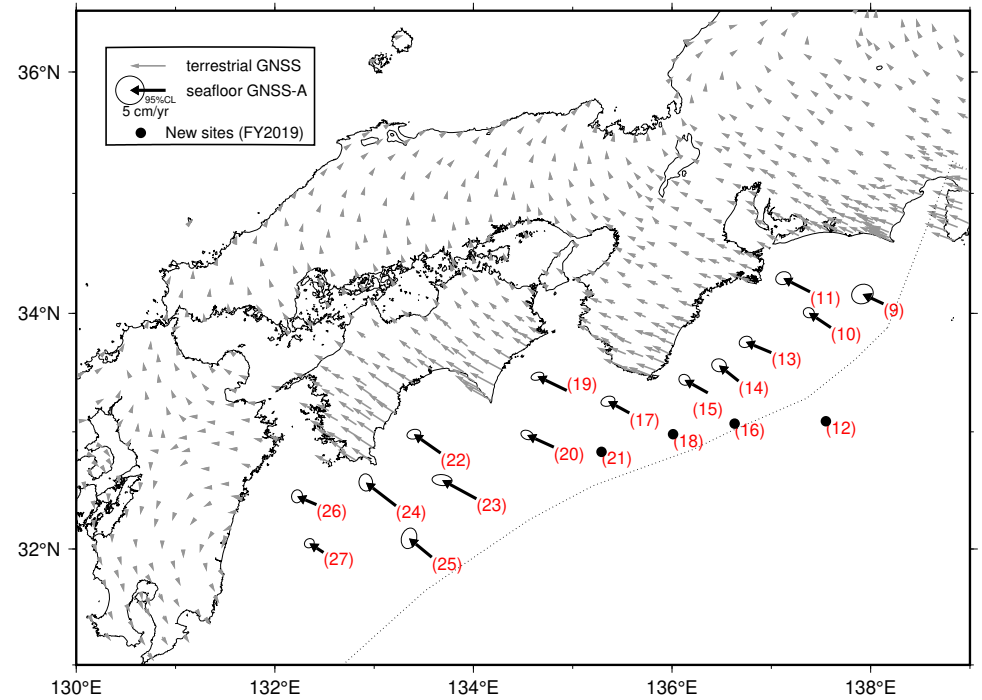 36°N
34°N
32°N
130°E
132°E
134°E
136°E
138°E
terrestrial GNSS
seafloor GNSS-A
95%CL
5 cm/yr
New sites (FY2019)
(11)
(9)
(10)
(13)
(14)
(19)
(15)
(17)
(12)
(16)
(18)
(20)
(21)
(22)
(23)
(26)
(24)
(27)
(25)